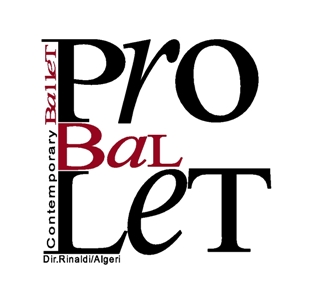 Contemporary BalleT
PrO
BaL
LeT
Dir.Rinaldi/Algeri